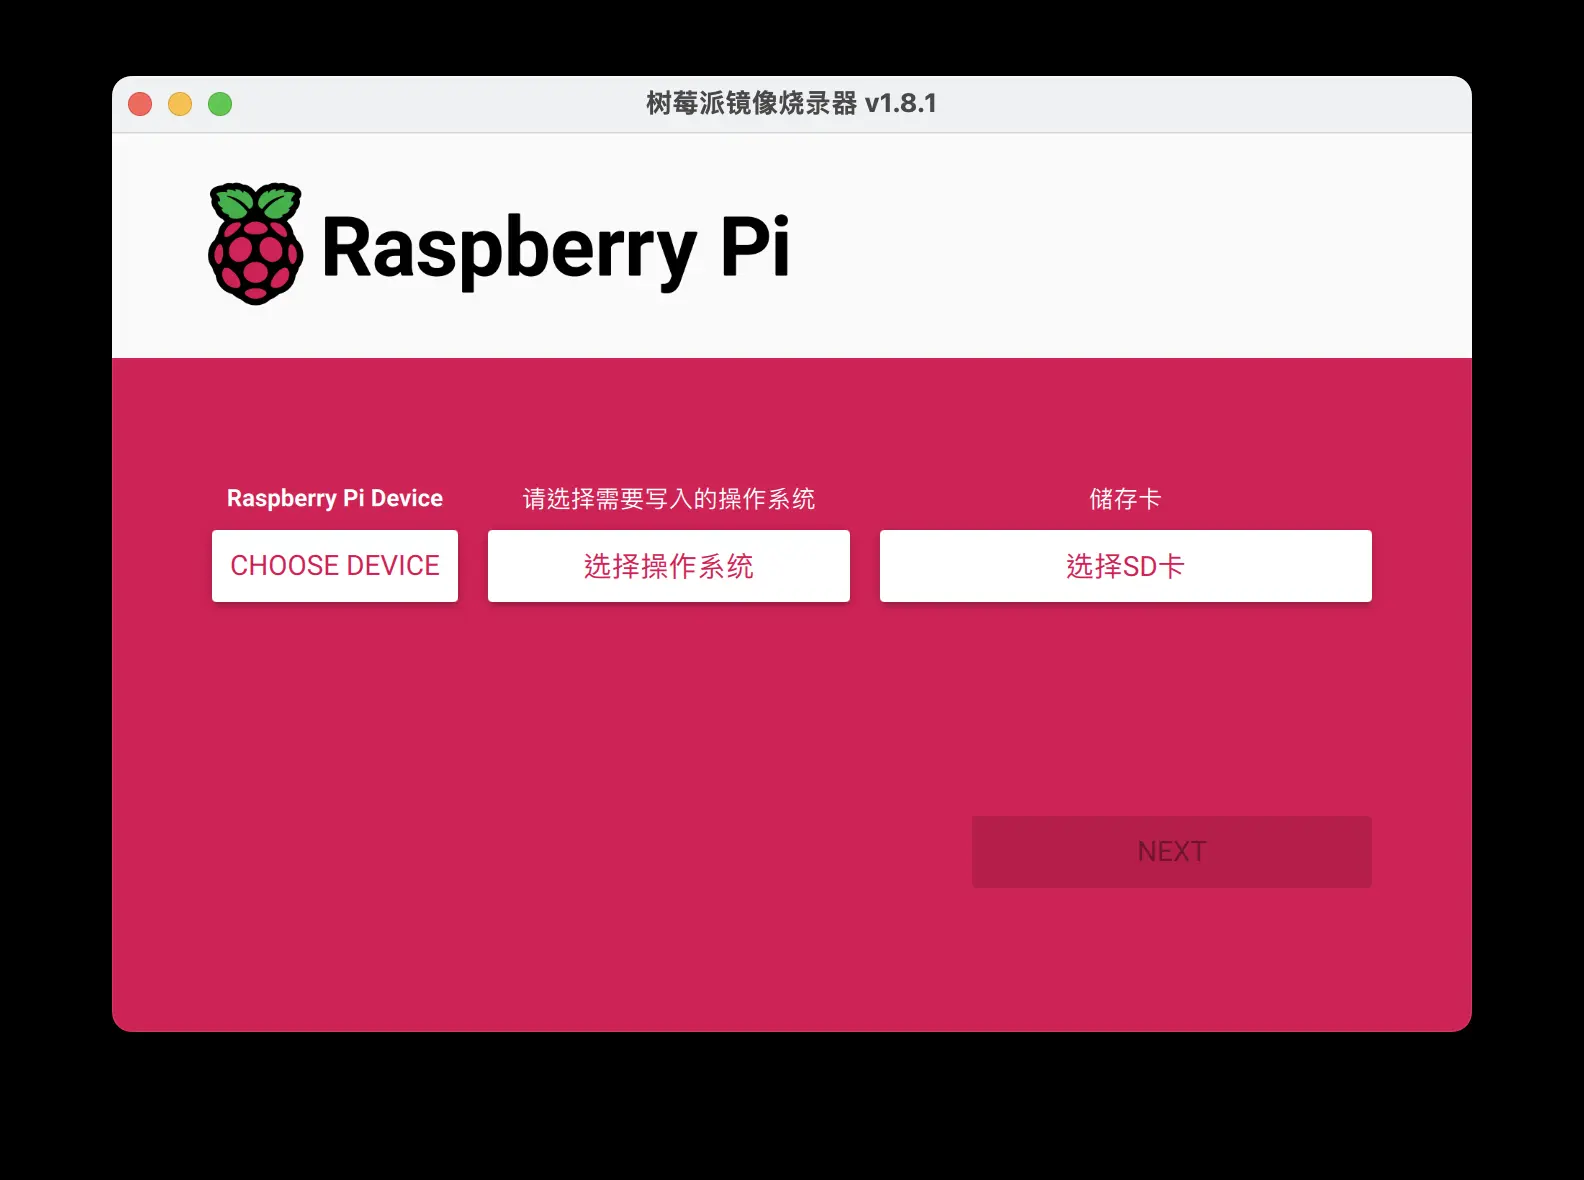 树莓派镜像烧录器 v1.8.1
Raspberry Pi
Raspberry Pi Device
请选择需要写入的操作系统
储存卡
CHOOSE DEVICE
选择操作系统
选择SD卡
NEXT